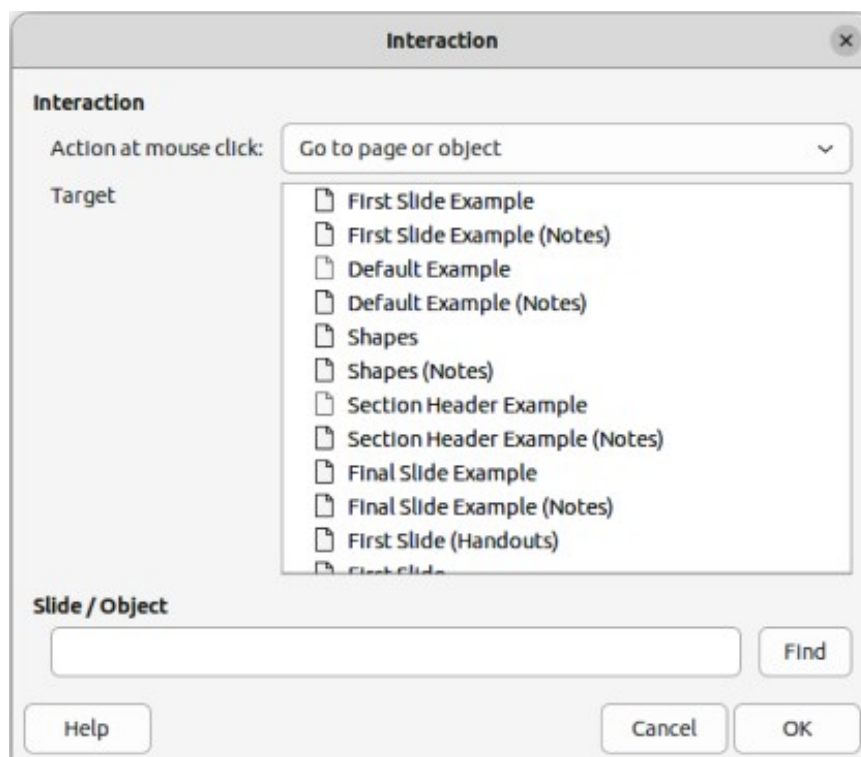 Interaction
Interaction
Action at mouse click: Go to page or object
Target
First Slide Example
First Slide Example (Notes)
Default Example
Default Example (Notes)
Shapes
Shapes (Notes)
Section Header Example
Section Header Example (Notes)
Final Slide Example
Final Slide Example (Notes)
First Slide (Handouts)
First Slide
Slide / Object
Find
Help Cancel OK